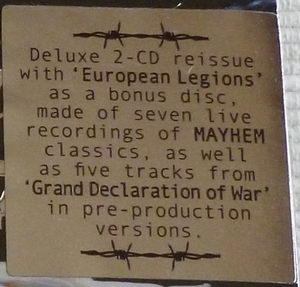 Deluxe 2-CD reissue
with ‘European Legions’
as a bonus disc,
made of seven live
recordings of MAYHEM
classics, as well
as five tracks from
‘Grand Declaration of War’
in pre-production
versions.